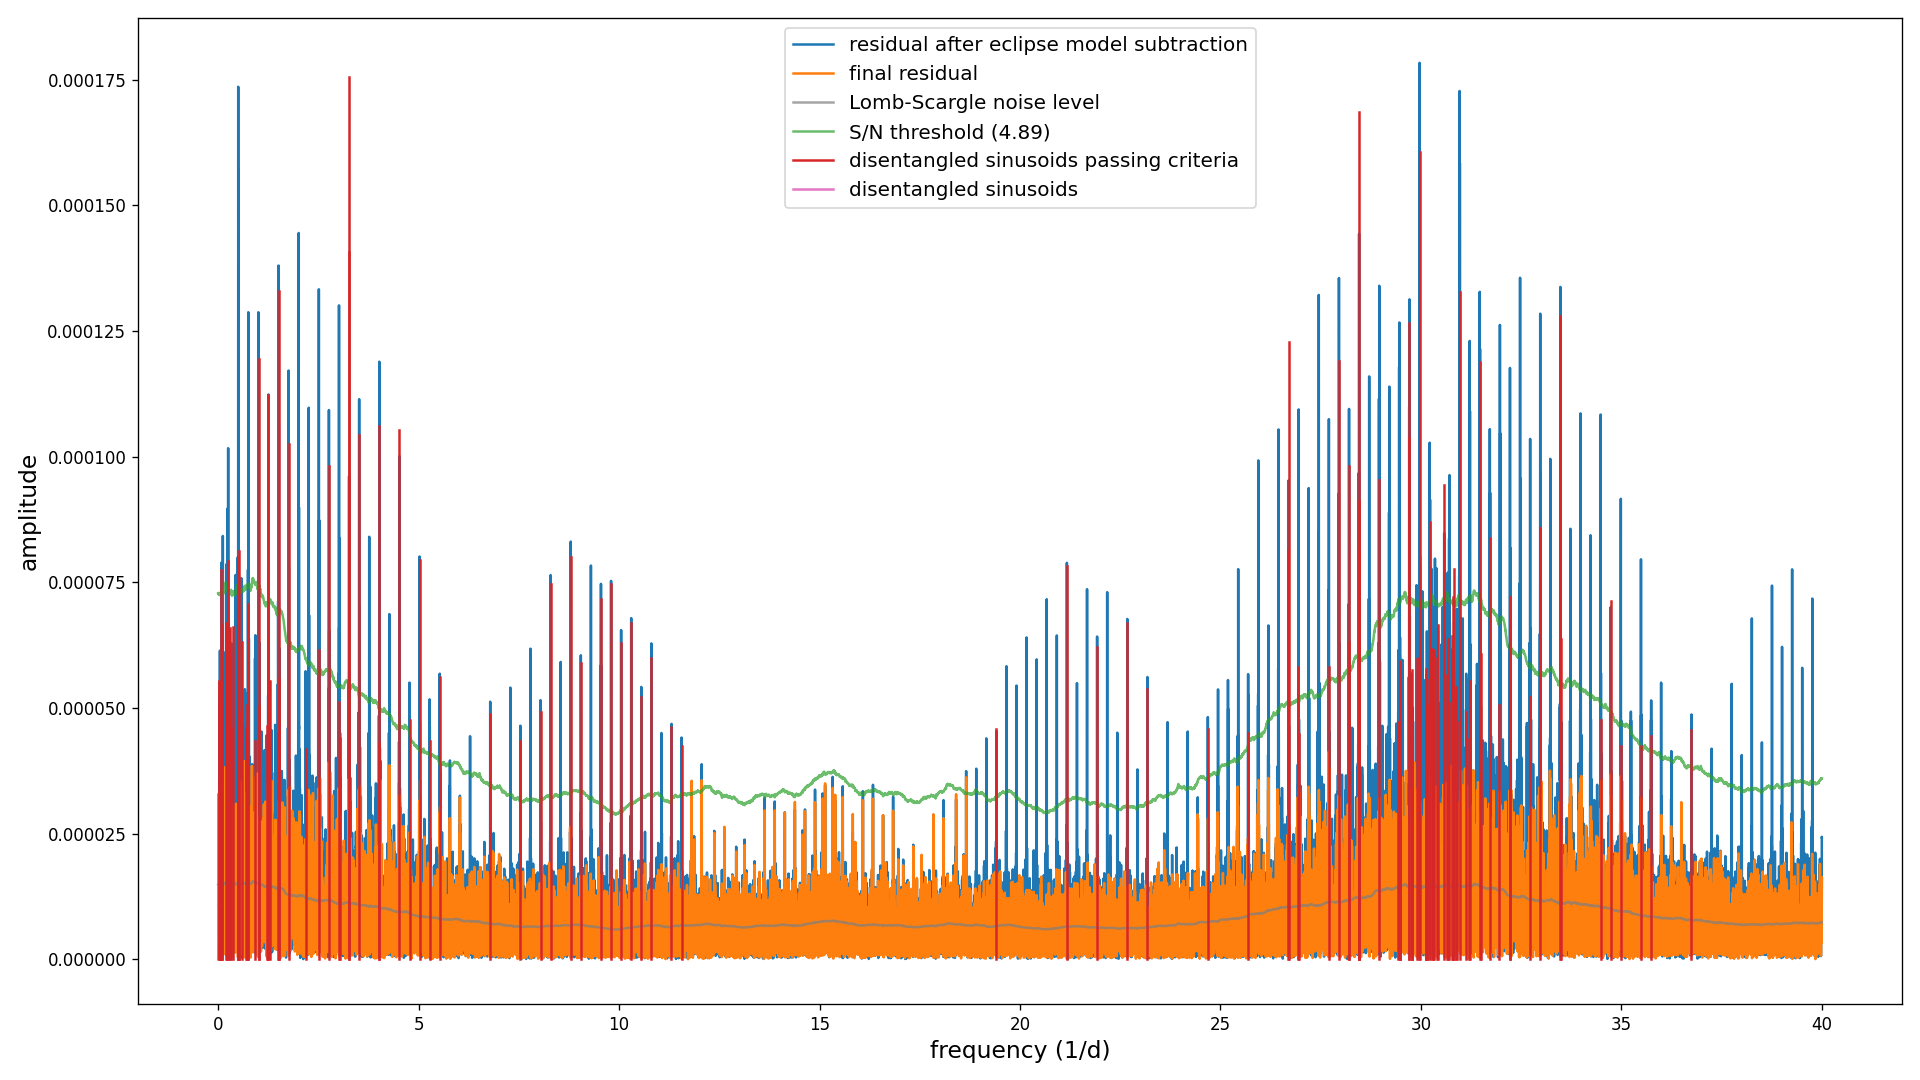 residual after eclipse model subtraction
final residual
Lomb-Scargle noise level
S/N threshold (4.89)
disentangled sinusoids passing criteria
disentangled sinusoids
amplitude
0.000175
0.000150
0.000125
0.000100
0.000075
0.000050
0.000025
0.000000
0 5 10 15 20 25 30 35 40
frequency (1/d)